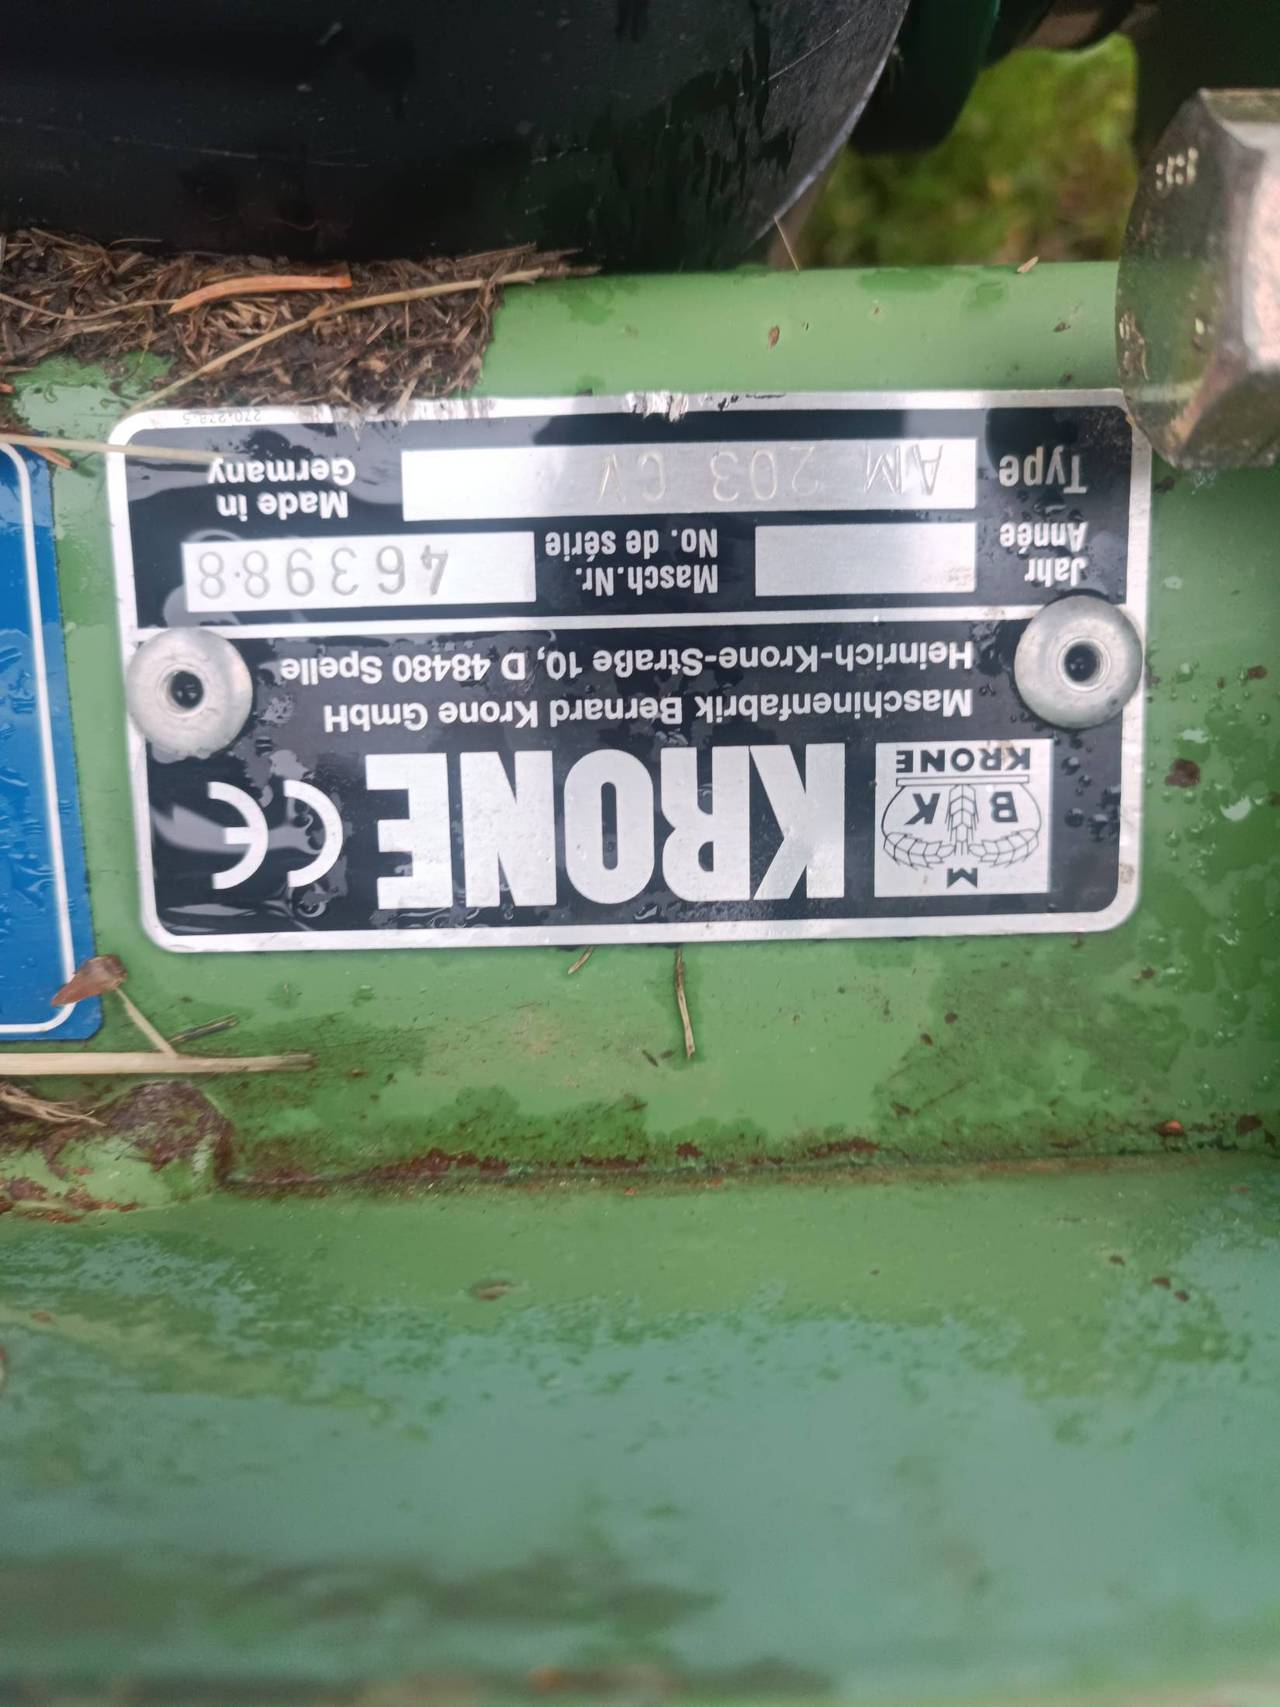 M
B K
KRONE
KRONE CE
Maschinenfabrik Bernard Krone GmbH
Heinrich-Krone-Straße 10, D 48480 Spelle
Jahr Masch.Nr. 463988
Année No. de série
Type AM 203 CV Made in
Germany